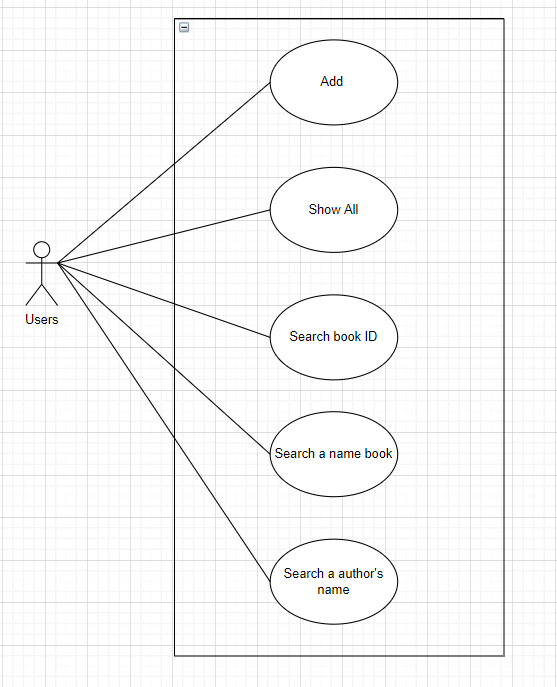 Add
Show All
Users
Search book ID
Search a name book
Search a author's
name